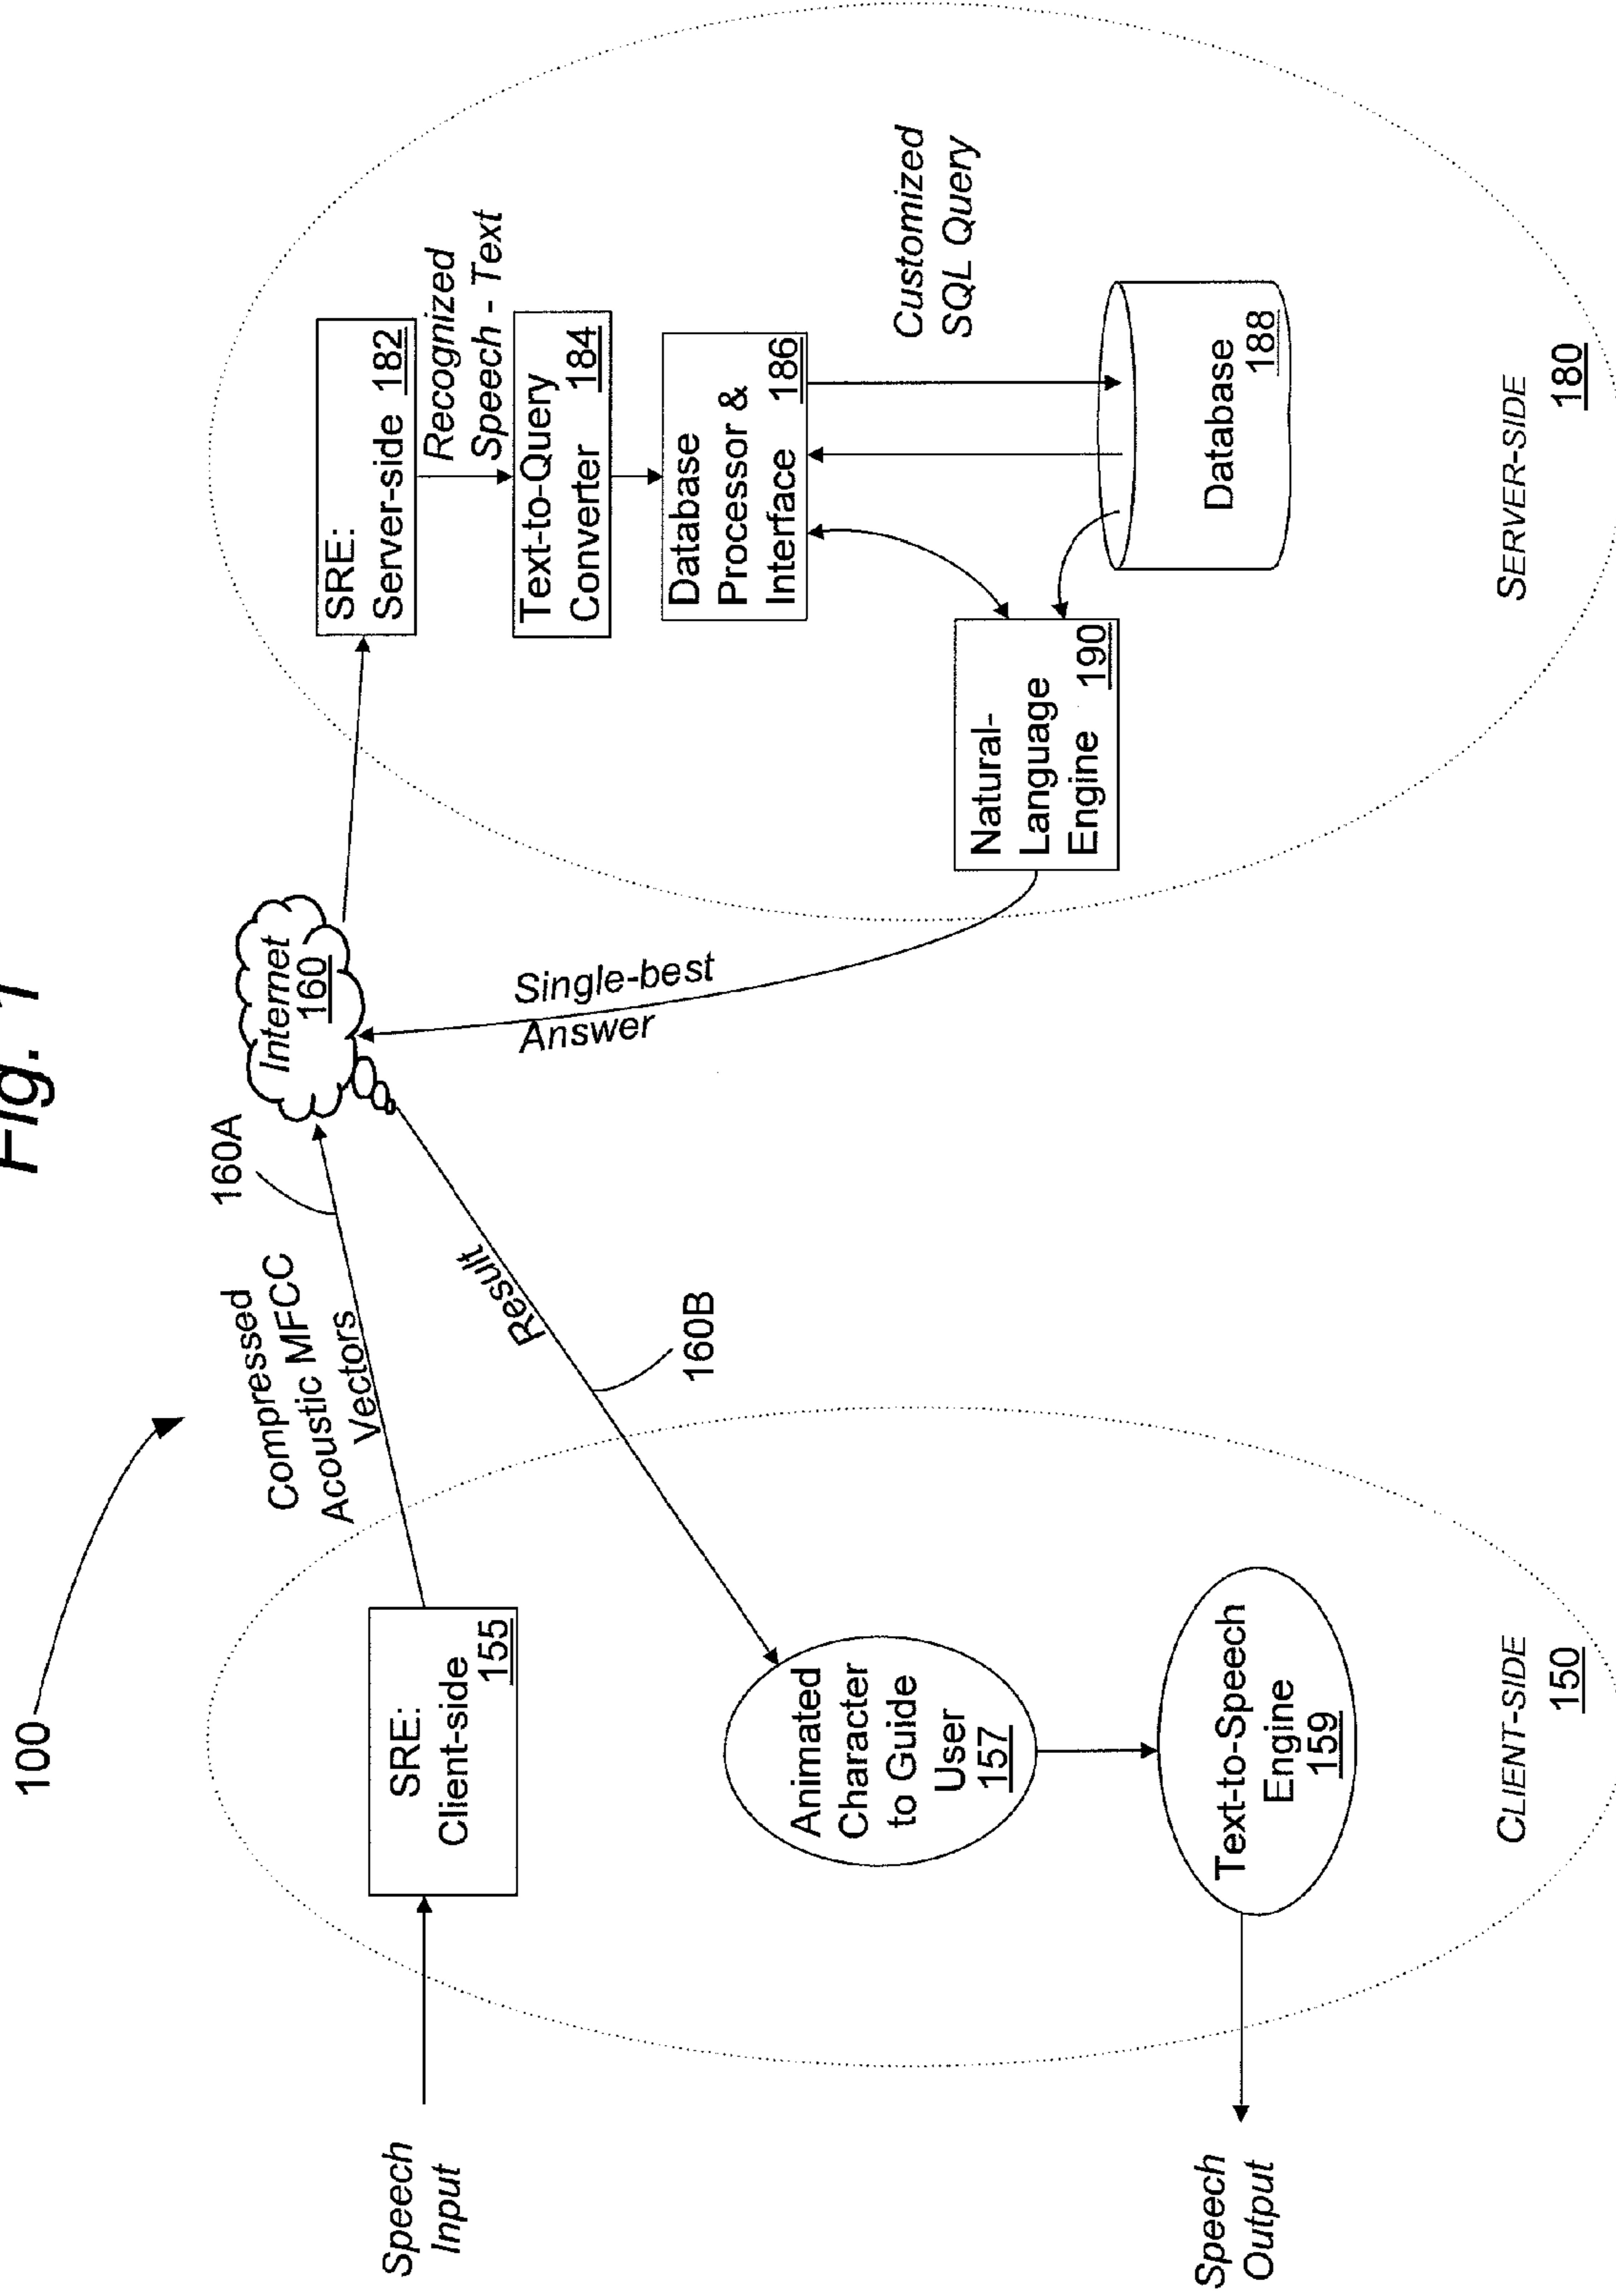 Fig. 1
100
Speech
Input
SRE:
Client-side
155
Compressed
Acoustic MFCC
Vectors
160A
Internet
160
Result
160B
Animated
Character
to Guide
User
157
Text-to-Speech
Engine
159
Speech
Output
CLIENT-SIDE
150
SRE:
Server-side 182
Recognized
Speech - Text
Text-to-Query
Converter 184
Database
Processor &
Interface 186
Customized
SQL Query
Database
188
Natural-
Language
Engine 190
Single-best
Answer
SERVER-SIDE
180